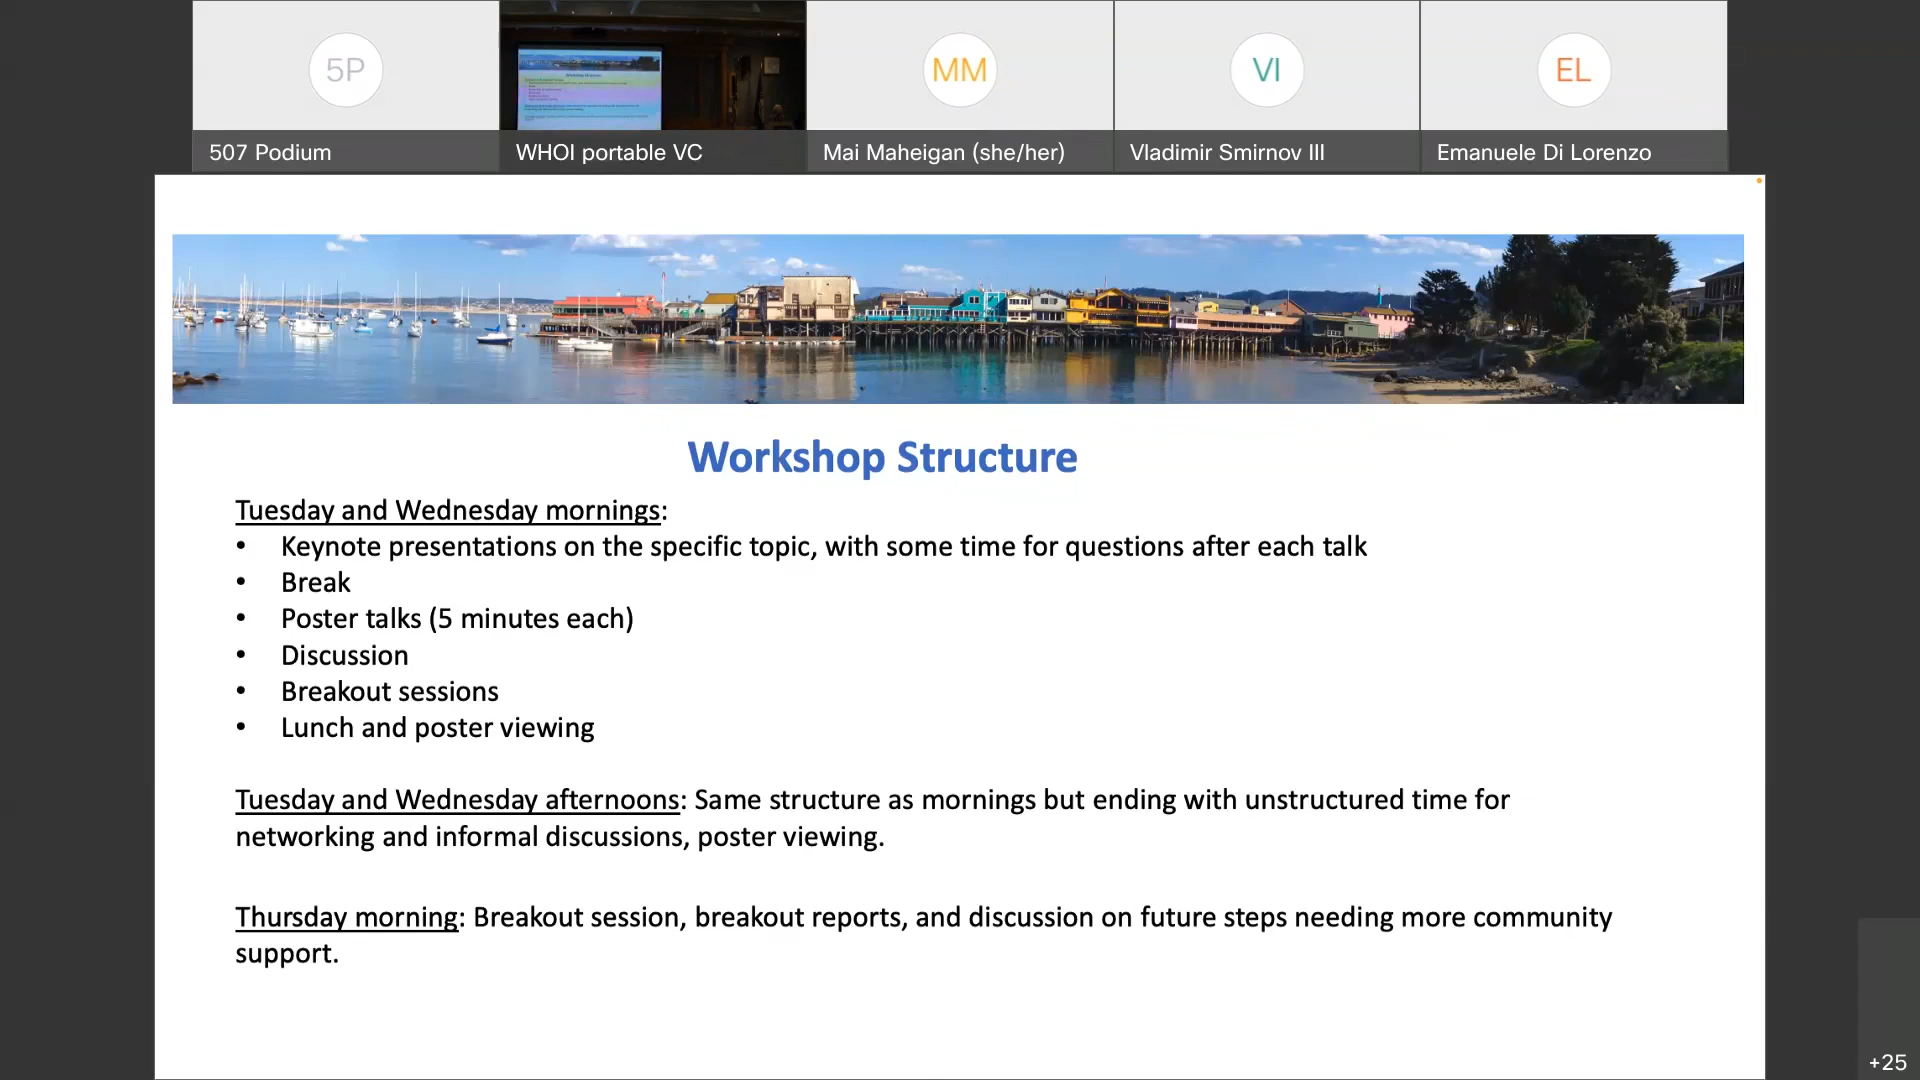 5P
MM
VI
EL
507 Podium
WHOI portable VC
Mai Maheigan (she/her)
Vladimir Smirnov III
Emanuele Di Lorenzo
Workshop Structure
Tuesday and Wednesday mornings:
• Keynote presentations on the specific topic, with some time for questions after each talk
• Break
• Poster talks (5 minutes each)
• Discussion
• Breakout sessions
• Lunch and poster viewing
Tuesday and Wednesday afternoons: Same structure as mornings but ending with unstructured time for
networking and informal discussions, poster viewing.
Thursday morning: Breakout session, breakout reports, and discussion on future steps needing more community
support.
+25